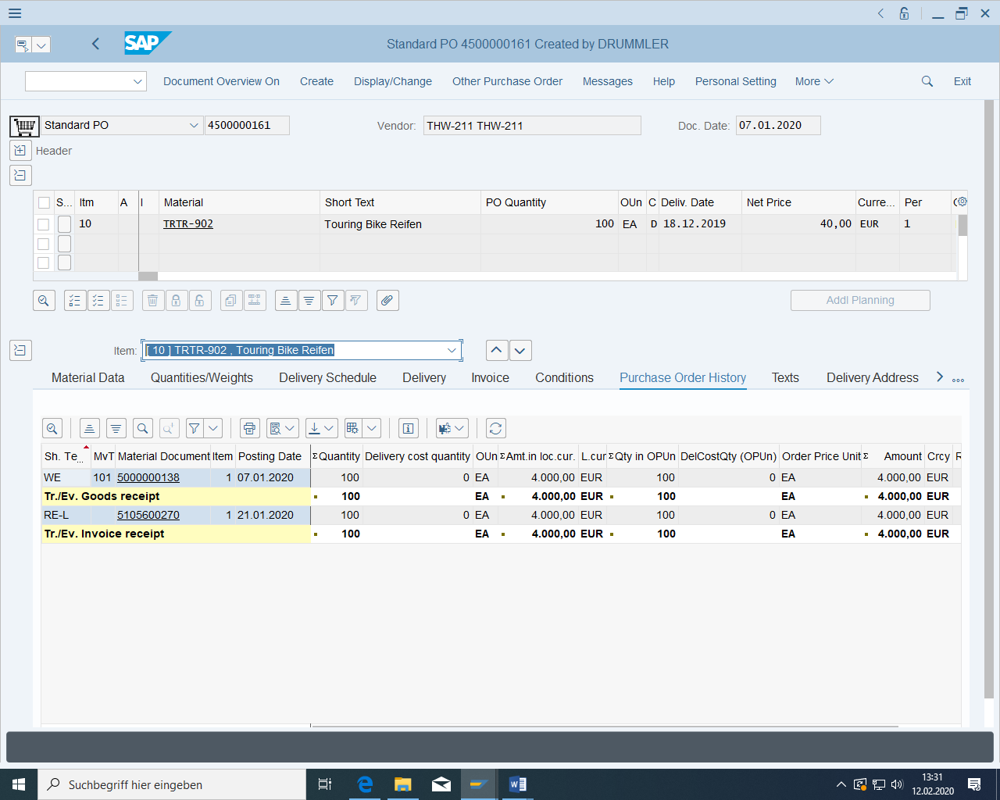 SAP
Standard PO 4500000161 Created by DRUMMLER
Document Overview On Create Display/Change Other Purchase Order Messages Help Personal Setting More Exit
Standard PO 4500000161 Vendor: THW-211 THW-211 Doc. Date: 07.01.2020
Header
S... Itm A I Material Short Text PO Quantity OUn C Deliv. Date Net Price Curre... Per
10 TRTR-902 Touring Bike Reifen 100 EA D 18.12.2019 40,00 EUR 1
Addl Planning
Item: [ 10 ] TRTR-902 , Touring Bike Reifen
Material Data Quantities/Weights Delivery Schedule Delivery Invoice Conditions Purchase Order History Texts Delivery Address
Sh. Te... MvT Material Document Item Posting Date Σ Quantity Delivery cost quantity OUn Σ Amt.in loc.cur. L.cur Σ Qty in OPUn DelCostQty (OPUn) Order Price Unit Σ Amount Crcy R
WE 101 5000000138 1 07.01.2020 100 0 EA 4.000,00 EUR 100 0 EA 4.000,00 EUR
Tr./Ev. Goods receipt 100 EA 4.000,00 EUR 100 EA 4.000,00 EUR
RE-L 5105600270 1 21.01.2020 100 0 EA 4.000,00 EUR 100 0 EA 4.000,00 EUR
Tr./Ev. Invoice receipt 100 EA 4.000,00 EUR 100 EA 4.000,00 EUR
Suchbegriff hier eingeben
13:31
12.02.2020